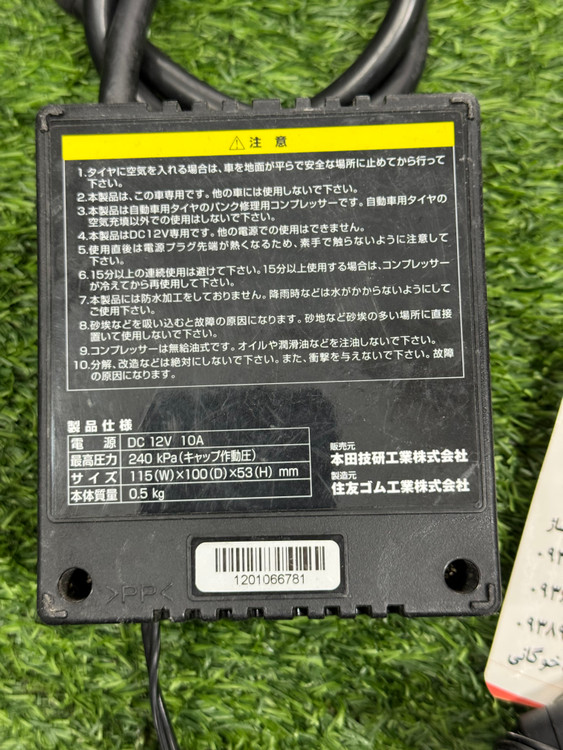 ⚠注 意
1.タイヤに空気を入れる場合は、車を地面が平らで安全な場所に止めてから行って
下さい。
2.本製品は、この車専用です。他の車には使用しないで下さい。
3.本製品は自動車用タイヤのパンク修理用コンプレッサーです。自動車用タイヤの
空気充填以外での使用はしないで下さい。
4.本製品はDC12V専用です。他の電源での使用はできません。
5.使用直後は電源プラグ先端が熱くなるため、素手で触らないように注意して
下さい。
6.15分以上の連続使用は避けて下さい。15分以上使用する場合は、コンプレッサー
が冷えてから再使用して下さい。
7.本製品には防水加工をしておりません。降雨時などは水がかからないようにして
ご使用下さい。
8.砂埃などを吸い込むと故障の原因になります。砂地など砂埃の多い場所に直接
置いて使用しないで下さい。
9.コンプレッサーは無給油式です。オイルや潤滑油などを注油しないで下さい。
10.分解、改造などは絶対にしないで下さい。また、衝撃を与えないで下さい。故障
の原因になります。
製品仕様
電 源 DC 12V 10A
最高圧力 240 kPa(キャップ作動圧)
サイズ 115(W)×100(D)×53(H) mm
本体質量 0.5 kg
販売元
本田技研工業株式会社
製造元
住友ゴム工業株式会社
1201066781
>PP<